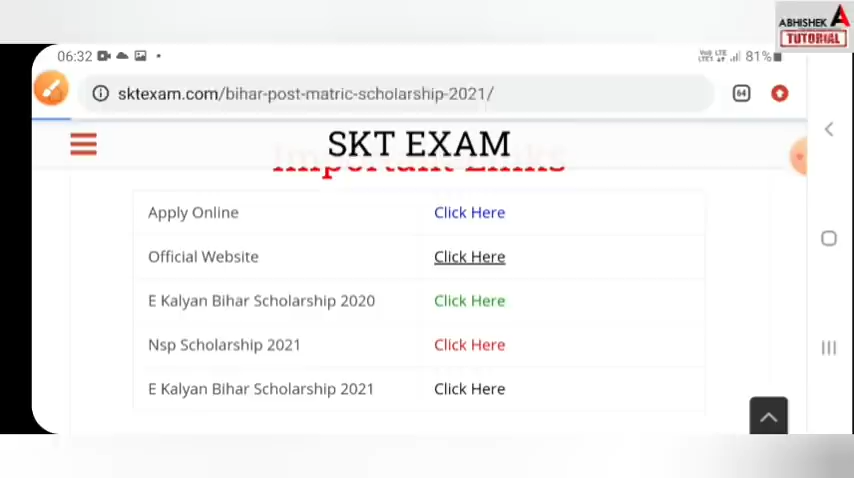 ABHISHEK A
TUTORIAL
06:32
81%
sktexam.com/bihar-post-matric-scholarship-2021/
64
SKT EXAM
Important Links
Apply Online Click Here
Official Website Click Here
E Kalyan Bihar Scholarship 2020 Click Here
Nsp Scholarship 2021 Click Here
E Kalyan Bihar Scholarship 2021 Click Here